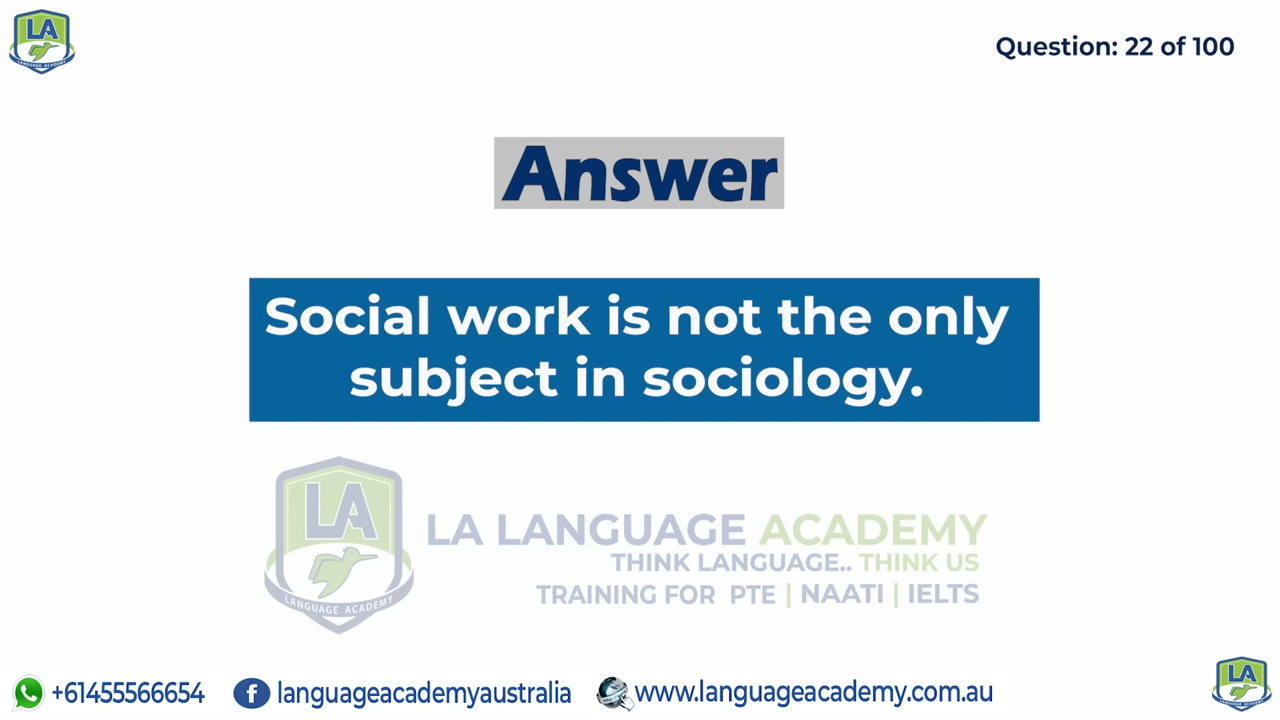 LA
LANGUAGE ACADEMY
Question: 22 of 100
Answer
Social work is not the only
subject in sociology.
LA
LANGUAGE ACADEMY
LA LANGUAGE ACADEMY
THINK LANGUAGE.. THINK US
TRAINING FOR PTE | NAATI | IELTS
+61455566654
languageacademyaustralia
www.languageacademy.com.au
LA
LANGUAGE ACADEMY